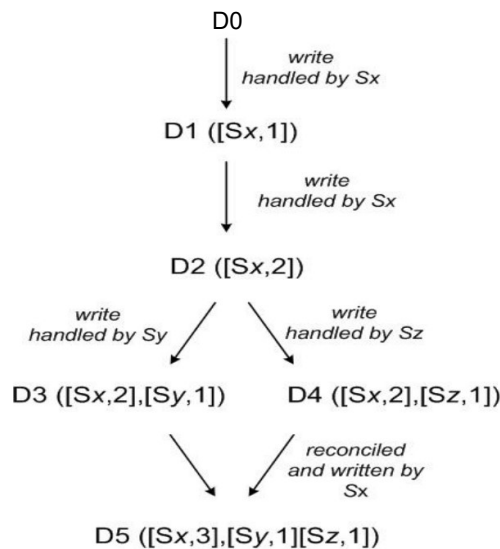 D0
write
handled by Sx
D1 ([Sx,1])
write
handled by Sx
D2 ([Sx,2])
write
handled by Sy
write
handled by Sz
D3 ([Sx,2],[Sy,1])
D4 ([Sx,2],[Sz,1])
reconciled
and written by
Sx
D5 ([Sx,3],[Sy,1][Sz,1])